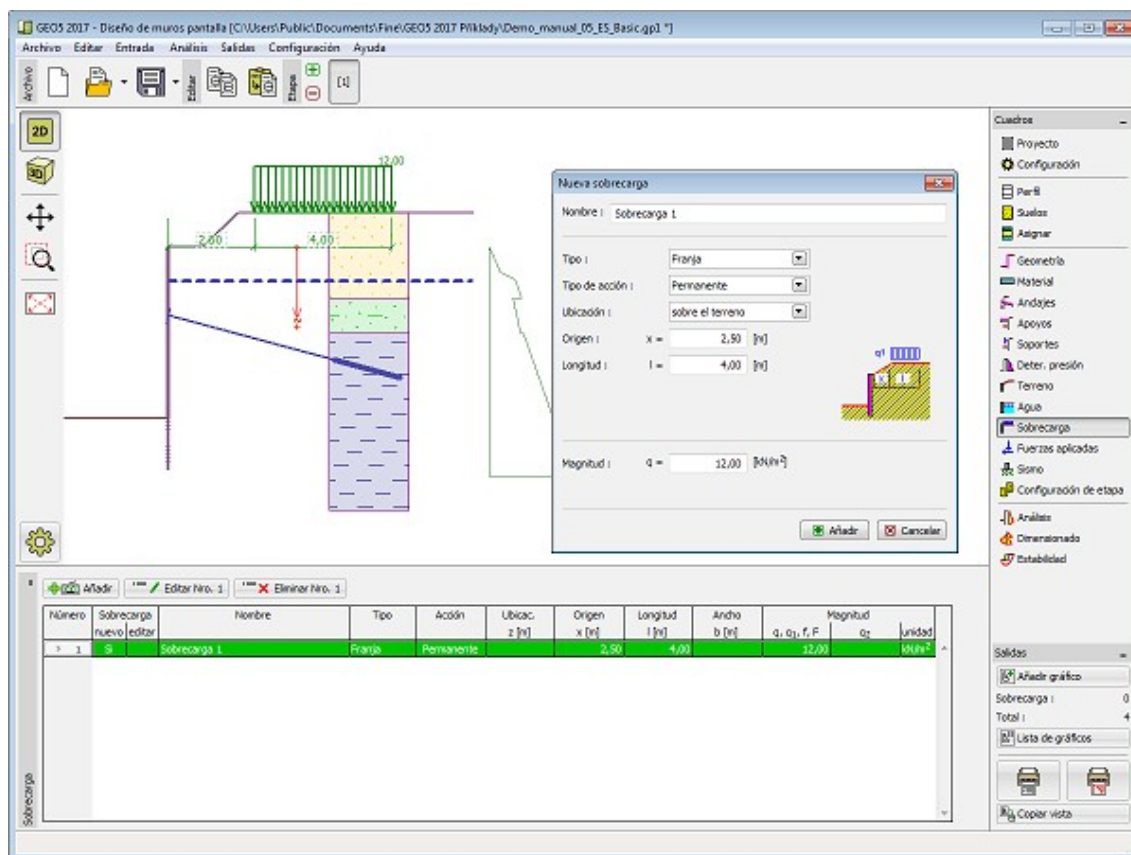 GEO5 2017 - Diseño de muros pantalla [C:\Users\Public\Documents\Fine\GEO5 2017 Příklady\Demo_manual_05_ES_Basic.gp1 *]
Archivo Editar Entrada Análisis Salidas Configuración Ayuda
Archivo
Editar
Etapa
[1]
2D
3D
12,00
2,50
4,00
+z
Nueva sobrecarga
Nombre : Sobrecarga 1
Tipo : Franja
Tipo de acción : Permanente
Ubicación : sobre el terreno
Origen : x = 2,50 [m]
Longitud : l = 4,00 [m]
q1
x l
Magnitud : q = 12,00 [kN/m²]
Añadir
Cancelar
Cuadros
Proyecto
Configuración
Perfil
Suelos
Asignar
Geometría
Material
Anclajes
Apoyos
Soportes
Deter. presión
Terreno
Agua
Sobrecarga
Fuerzas aplicadas
Sismo
Configuración de etapa
Análisis
Dimensionado
Estabilidad
Añadir
Editar Nro. 1
Eliminar Nro. 1
Número Sobrecarga Nombre Tipo Acción Ubicac. Origen Longitud Ancho Magnitud
nuevo editar z [m] x [m] l [m] b [m] q, q1, f, F q2 unidad
1 Si Sobrecarga 1 Franja Permanente 2,50 4,00 12,00 kN/m²
Sobrecarga
Salidas
Añadir gráfico
Sobrecarga : 0
Total : 4
Lista de gráficos
Copiar vista